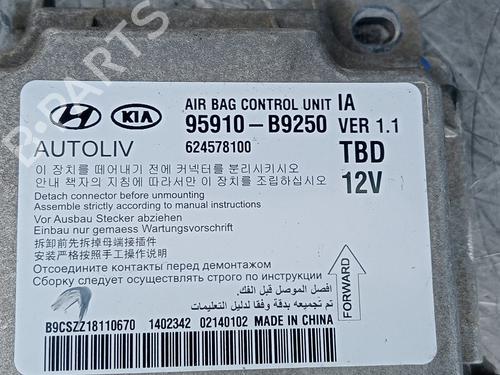 AIR BAG CONTROL UNIT IA
HYUNDAI KIA 95910-B9250 VER 1.1
AUTOLIV 624578100 TBD
이 장치를 떼어내기 전에 커넥터를 분리시키시오
안내 책자의 지침에 따라서만 이 장치를 조립하십시오 12V
Detach connector before unmounting
Assemble strictly according to manual instructions
Vor Ausbau Stecker abziehen
Einbau nur gemaess Wartungsvorschrift
拆卸前先拆掉母端接插件
安装严格按照手工操作说明
Отсоедините контакты перед демонтажом
Сборку следует осуществлять только по инструкции
افصل الموصل قبل الفك.
تم تجميعه بدقة وفقا لدليل التعليمات
FORWARD
B9CSZZ18110670 1402342 02140102 MADE IN CHINA
B-PARTS